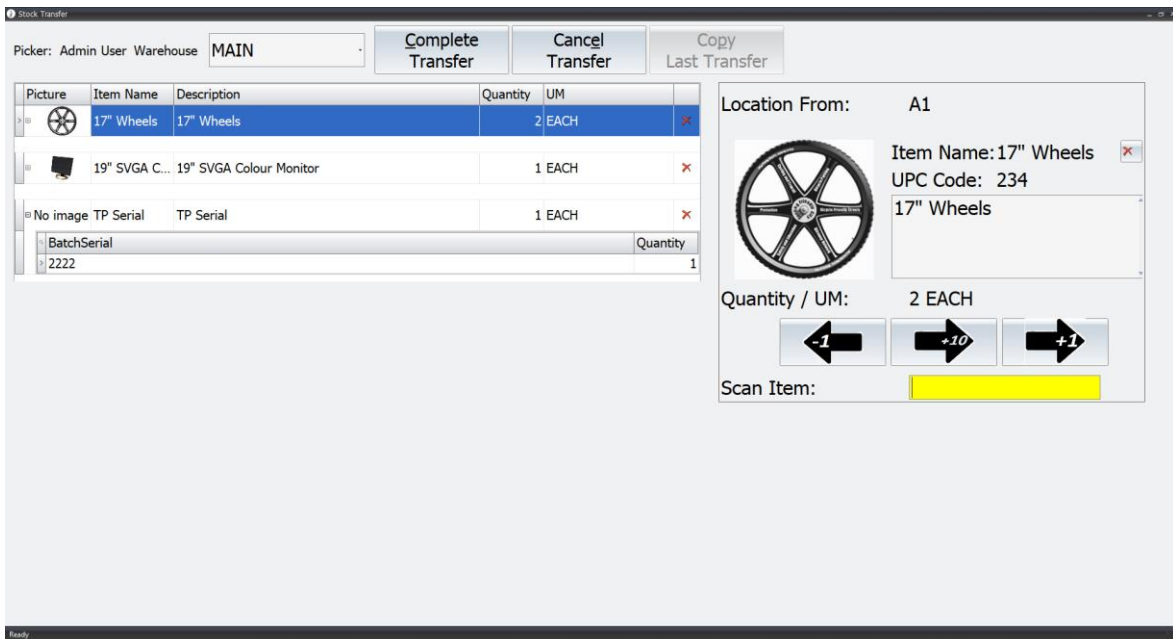 Stock Transfer
Picker: Admin User Warehouse MAIN
Complete
Transfer
Cancel
Transfer
Copy
Last Transfer
Picture Item Name Description Quantity UM
17" Wheels 17" Wheels 2 EACH
19" SVGA C... 19" SVGA Colour Monitor 1 EACH
No image TP Serial TP Serial 1 EACH
BatchSerial Quantity
2222 1
Location From: A1
Item Name: 17" Wheels
UPC Code: 234
17" Wheels
Quantity / UM: 2 EACH
-1 +10 +1
Scan Item:
Ready